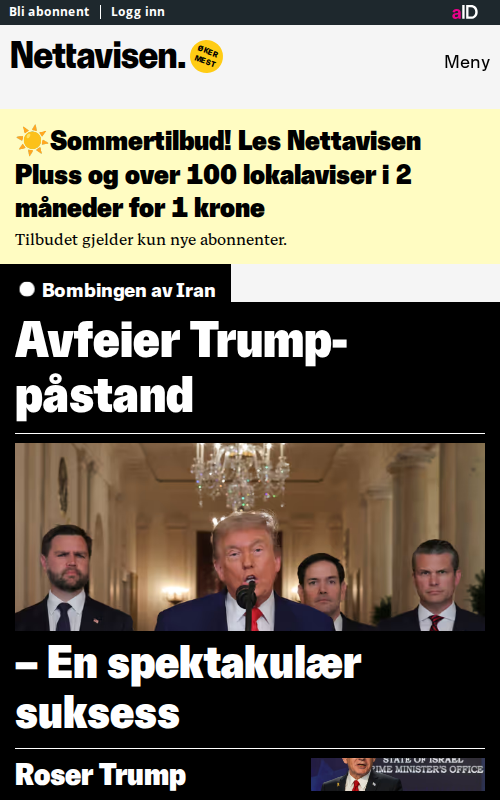 Bli abonnent | Logg inn
aID
Nettavisen.
ØKER
MEST
Meny
☀️Sommertilbud! Les Nettavisen
Pluss og over 100 lokalaviser i 2
måneder for 1 krone
Tilbudet gjelder kun nye abonnenter.
Bombingen av Iran
Avfeier Trump-
påstand
– En spektakulær
suksess
Roser Trump
STATE OF ISRAEL
IME MINISTER'S OFFICE